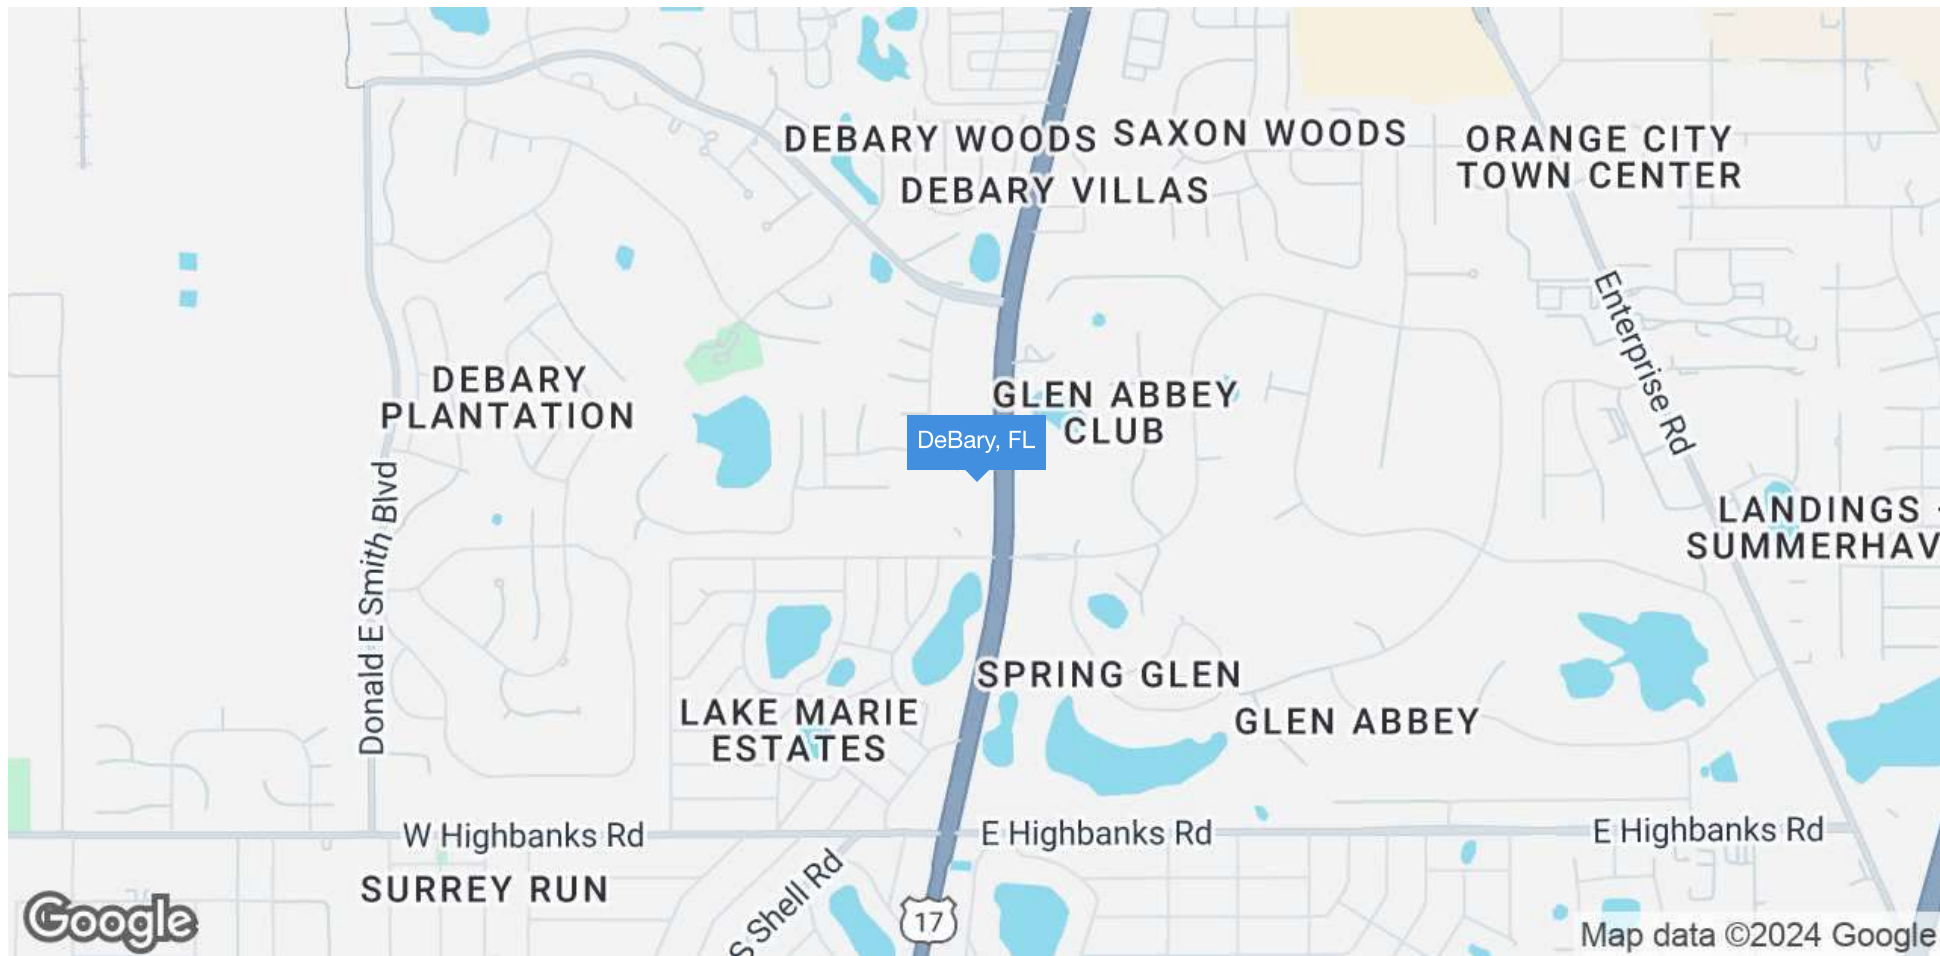 DEBARY WOODS
SAXON WOODS
ORANGE CITY
TOWN CENTER
DEBARY VILLAS
Enterprise Rd
DEBARY
PLANTATION
GLEN ABBEY
CLUB
DeBary, FL
Donald E Smith Blvd
LANDINGS
SUMMERHAV
SPRING GLEN
LAKE MARIE
ESTATES
GLEN ABBEY
W Highbanks Rd
E Highbanks Rd
E Highbanks Rd
SURREY RUN
S Shell Rd
17
Google
Map data ©2024 Google